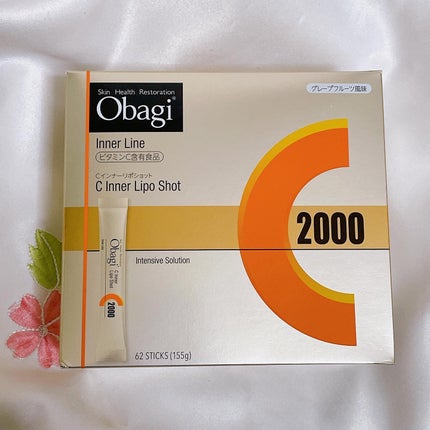 Skin Health Restoration
Obagi®
グレープフルーツ風味
Inner Line
ビタミンC含有食品
Cインナーリポショット
C Inner Lipo Shot
2000
Intensive Solution
Obagi
C Inner
Lipo Shot
2000
62 STICKS (155g)